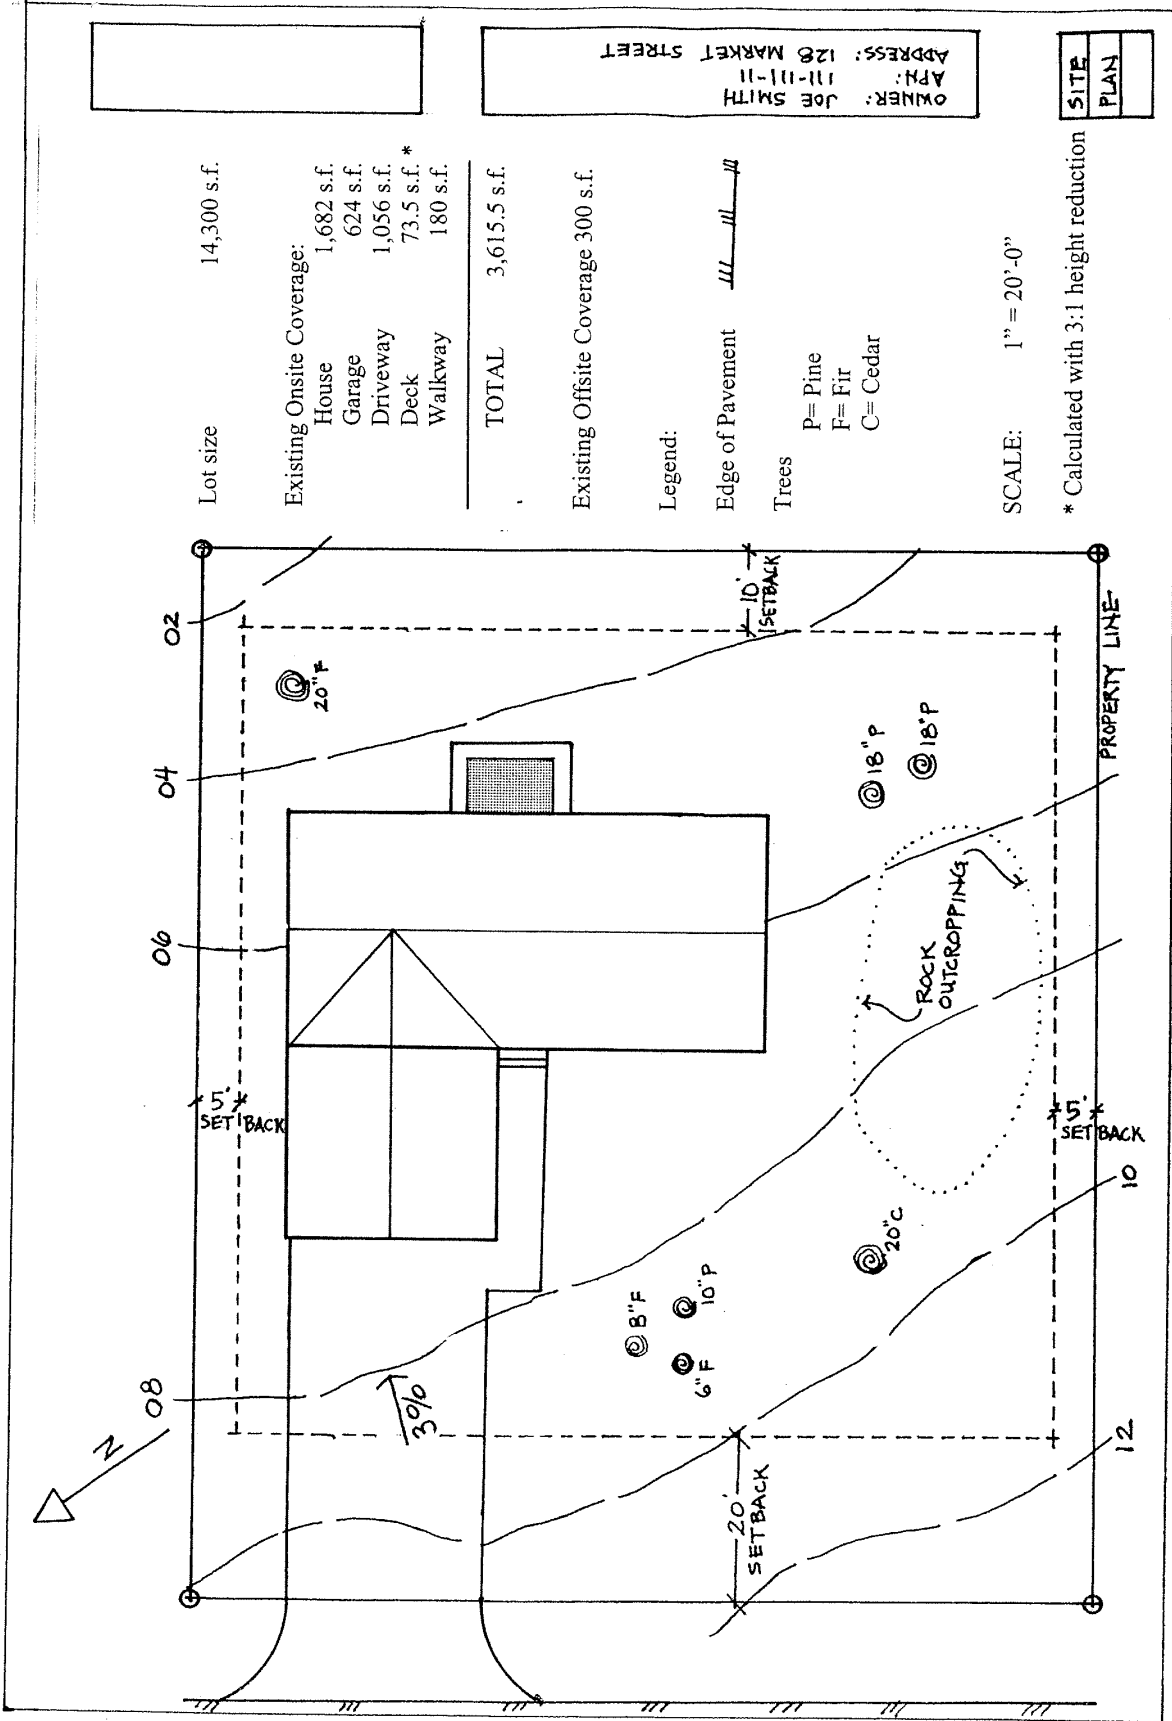 OWNER: JOE SMITH
APN: 111-111-11
ADDRESS: 128 MARKET STREET
SITE
PLAN
Lot size 14,300 s.f.
Existing Onsite Coverage:
House 1,682 s.f.
Garage 624 s.f.
Driveway 1,056 s.f.
Deck 73.5 s.f. *
Walkway 180 s.f.
TOTAL 3,615.5 s.f.
Existing Offsite Coverage 300 s.f.
Legend:
Edge of Pavement
Trees
P= Pine
F= Fir
C= Cedar
SCALE: 1” = 20’-0”
* Calculated with 3:1 height reduction
N
02
04
06
08
10
12
20"F
10'
SETBACK
18"P
18"P
PROPERTY LINE
ROCK
OUTCROPPING
5'
SETBACK
5'
SETBACK
20"C
10"P
8"F
6"F
3%
20'
SETBACK